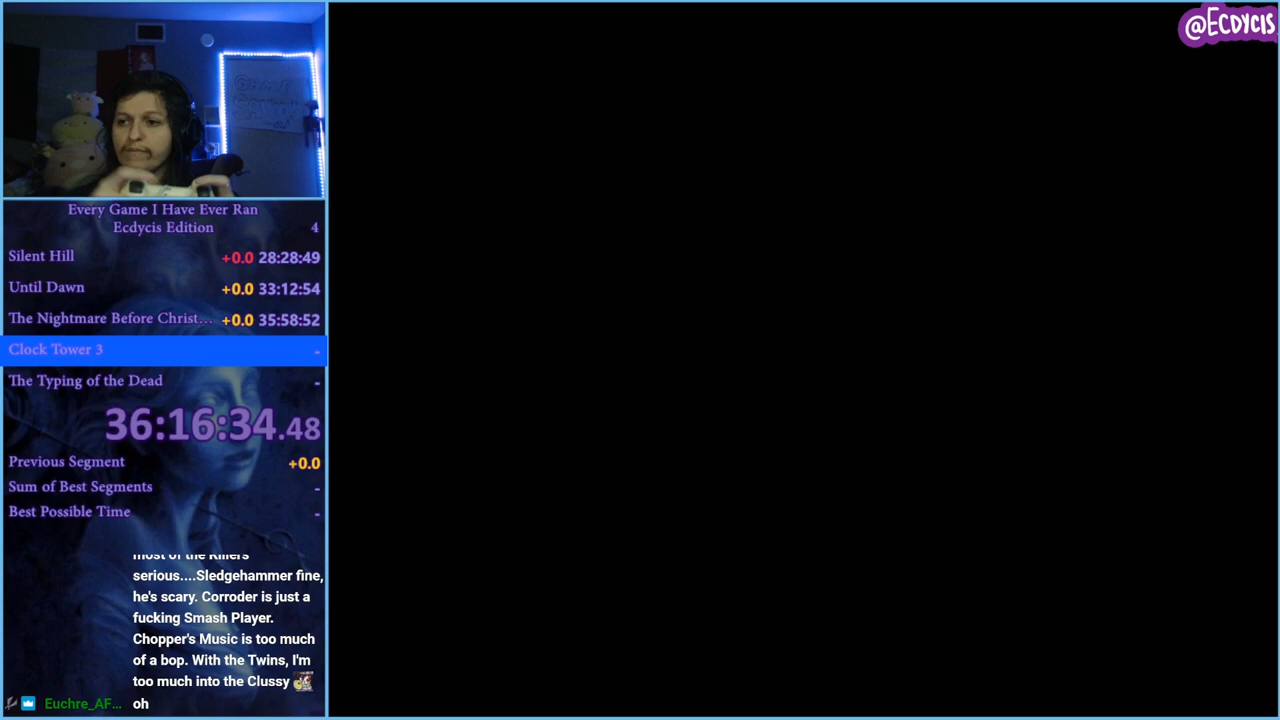 @ECDYCIS
Every Game I Have Ever Ran
Ecdycis Edition 4
Silent Hill +0.0 28:28:49
Until Dawn +0.0 33:12:54
The Nightmare Before Christ... +0.0 35:58:52
Clock Tower 3 -
The Typing of the Dead -
36:16:34.48
Previous Segment +0.0
Sum of Best Segments -
Best Possible Time -
most of the Killers
serious....Sledgehammer fine,
he's scary. Corroder is just a
fucking Smash Player.
Chopper's Music is too much
of a bop. With the Twins, I'm
too much into the Clussy
Euchre_AF... oh